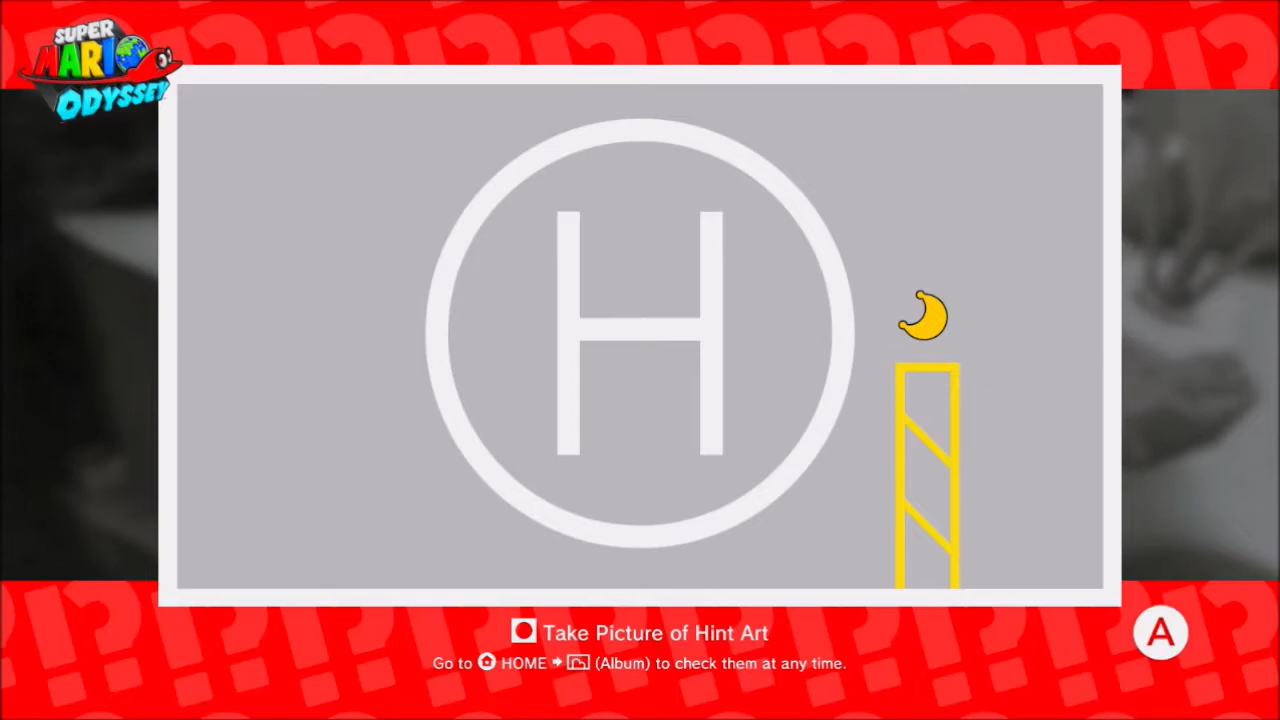 SUPER
MARIO
ODYSSEY
H
Take Picture of Hint Art
A
Go to HOME (Album) to check them at any time.